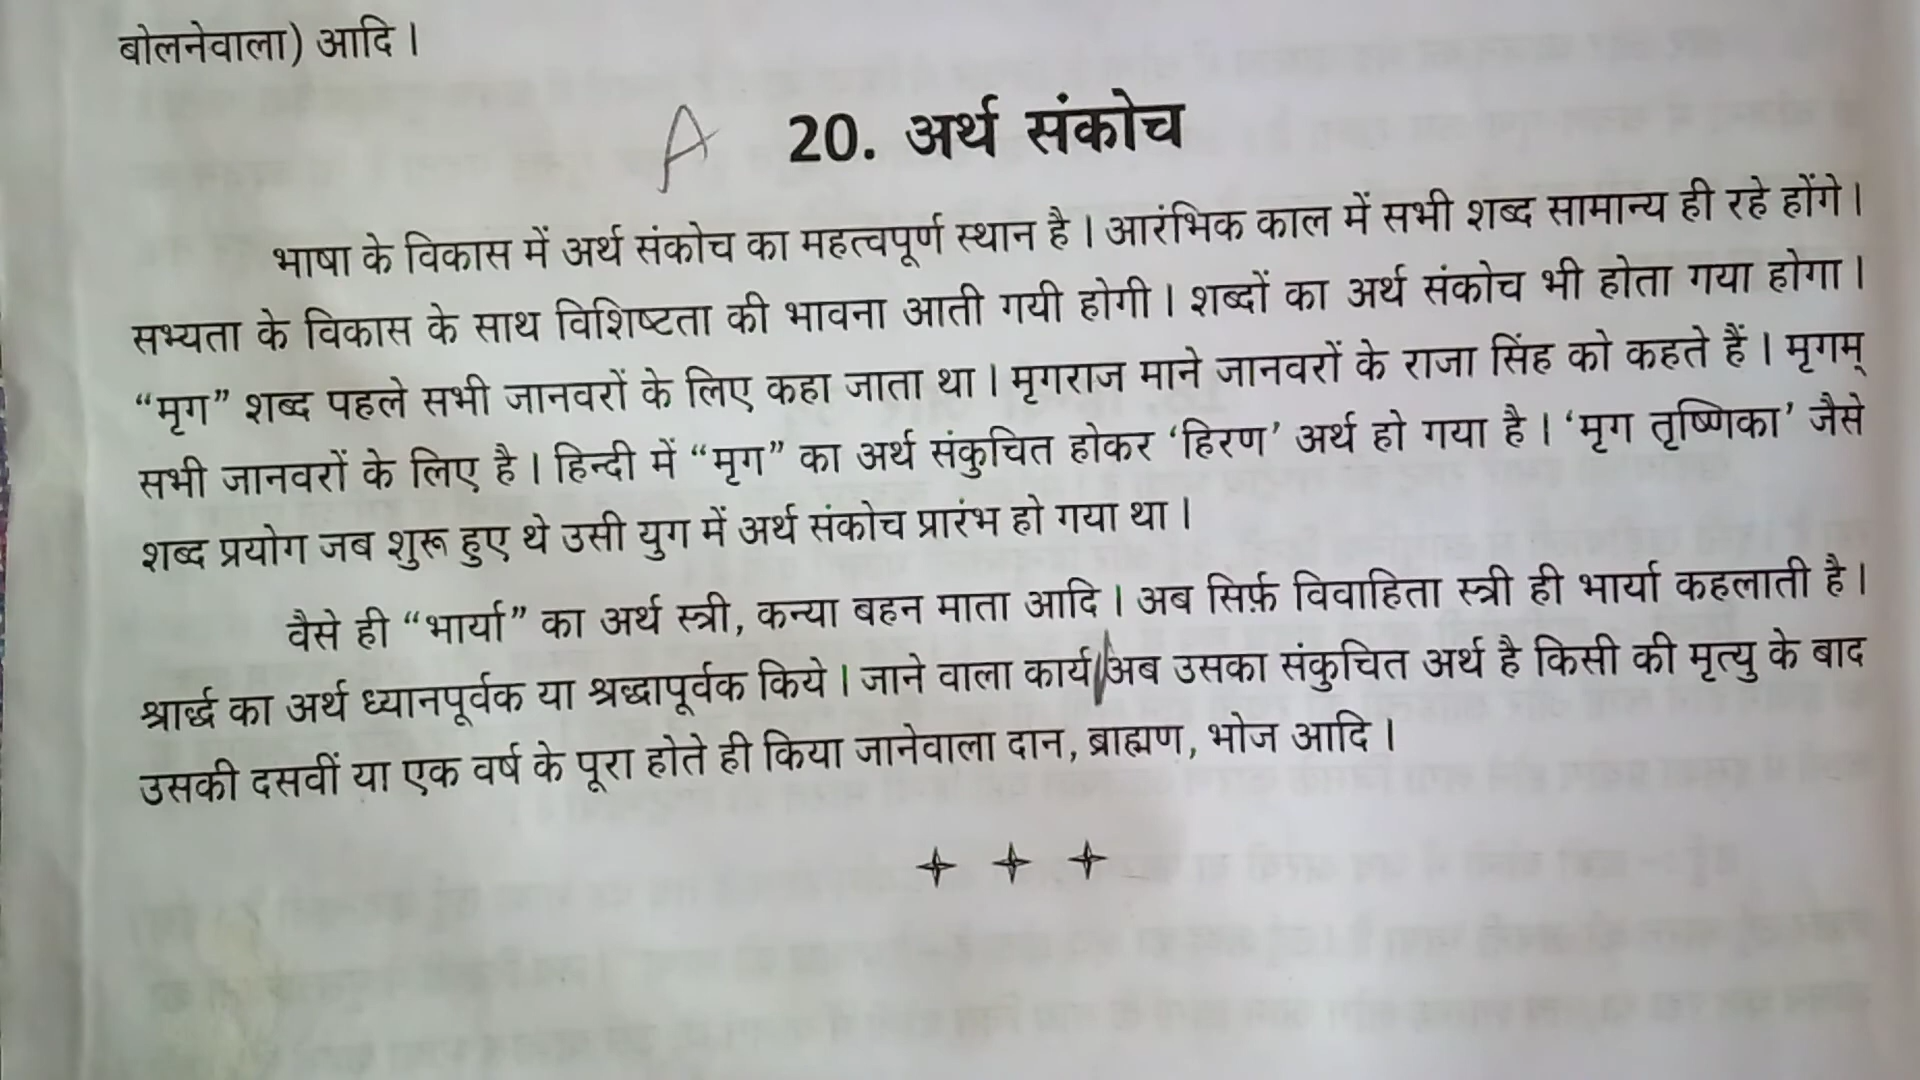 बोलनेवाला) आदि ।
A 20. अर्थ संकोच
भाषा के विकास में अर्थ संकोच का महत्वपूर्ण स्थान है । आरंभिक काल में सभी शब्द सामान्य ही रहे होंगे ।
सभ्यता के विकास के साथ विशिष्टता की भावना आती गयी होगी । शब्दों का अर्थ संकोच भी होता गया होगा ।
“मृग” शब्द पहले सभी जानवरों के लिए कहा जाता था । मृगराज माने जानवरों के राजा सिंह को कहते हैं । मृगम्
सभी जानवरों के लिए है । हिन्दी में “मृग” का अर्थ संकुचित होकर ‘हिरण’ अर्थ हो गया है । ‘मृग तृष्णिका’ जैसे
शब्द प्रयोग जब शुरू हुए थे उसी युग में अर्थ संकोच प्रारंभ हो गया था ।
वैसे ही “भार्या” का अर्थ स्त्री, कन्या बहन माता आदि । अब सिर्फ़ विवाहिता स्त्री ही भार्या कहलाती है ।
श्रार्द्ध का अर्थ ध्यानपूर्वक या श्रद्धापूर्वक किये । जाने वाला कार्य/अब उसका संकुचित अर्थ है किसी की मृत्यु के बाद
उसकी दसवीं या एक वर्ष के पूरा होते ही किया जानेवाला दान, ब्राह्मण, भोज आदि ।